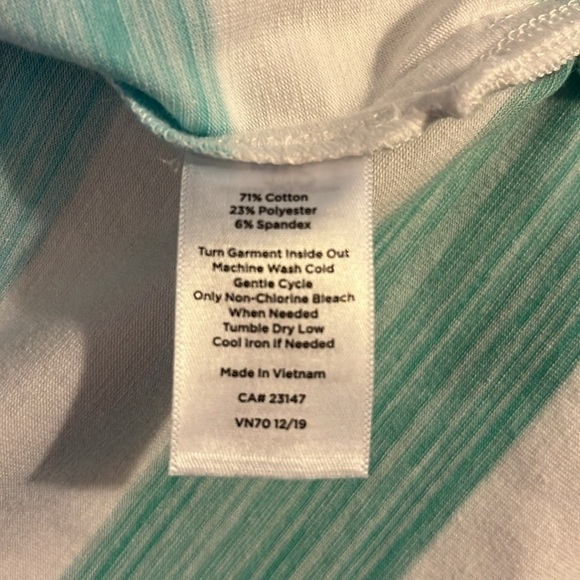 71% Cotton
23% Polyester
6% Spandex
Turn Garment Inside Out
Machine Wash Cold
Gentle Cycle
Only Non-Chlorine Bleach
When Needed
Tumble Dry Low
Cool Iron If Needed
Made In Vietnam
CA# 23147
VN70 12/19